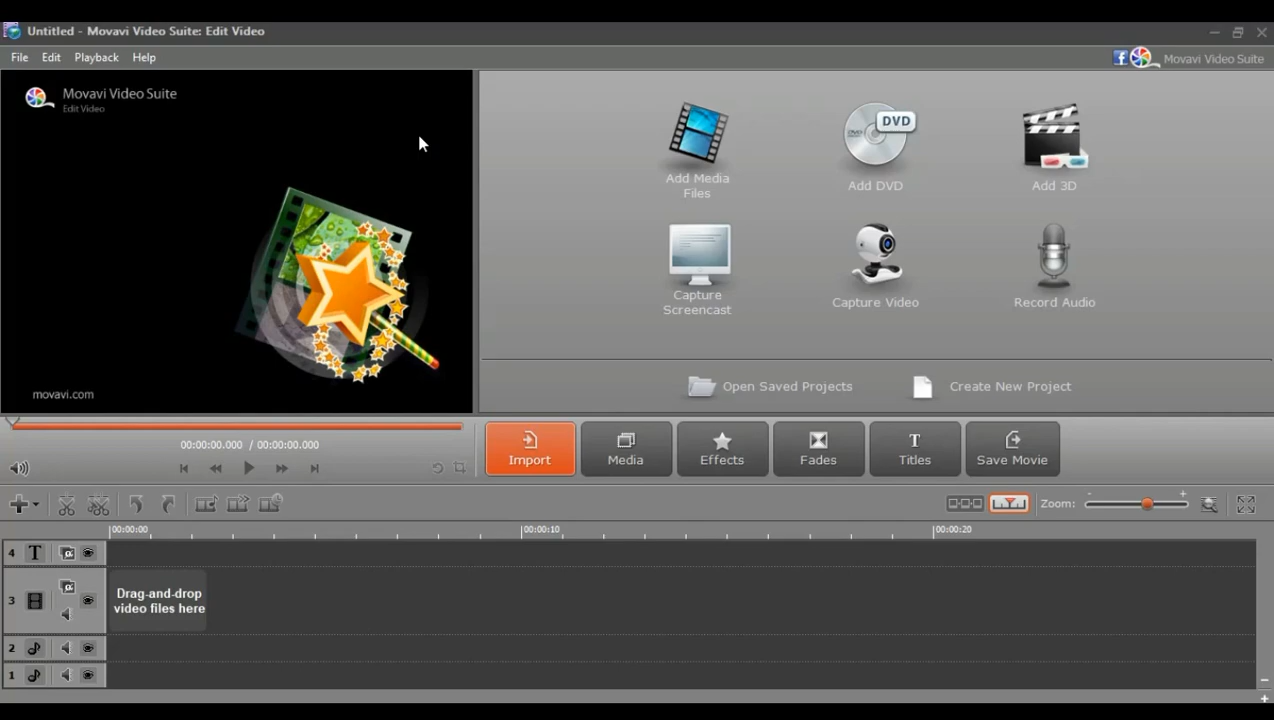 Untitled - Movavi Video Suite: Edit Video
File Edit Playback Help
Movavi Video Suite
Movavi Video Suite
Edit Video
movavi.com
Add Media
Files
DVD
Add DVD
Add 3D
Capture
Screencast
Capture Video
Record Audio
Open Saved Projects
Create New Project
00:00:00.000 / 00:00:00.000
Import
Media
Effects
Fades
Titles
Save Movie
Zoom:
00:00:00 00:00:10 00:00:20
4 T
3
Drag-and-drop
video files here
2
1